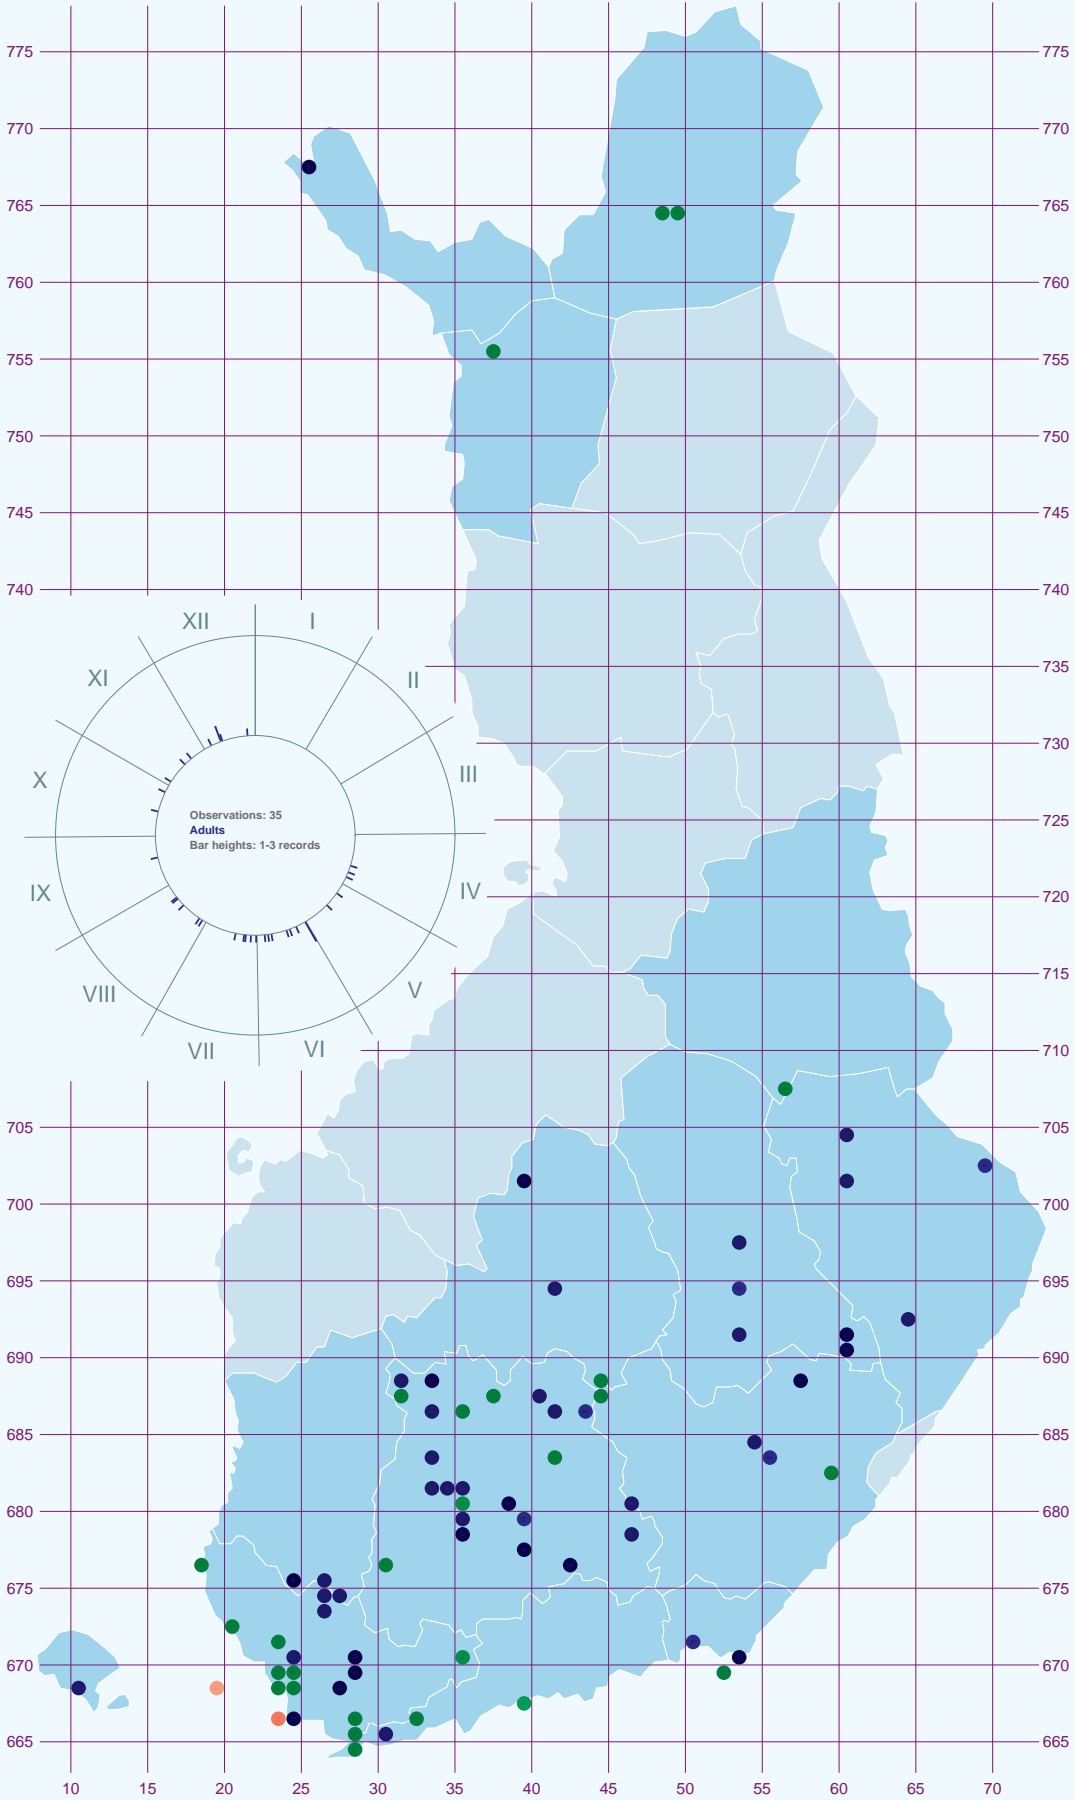 775 775
770 770
765 765
760 760
755 755
750 750
745 745
740 740
XII I
735
XI II
730
X III
Observations: 35
Adults
Bar heights: 1-3 records
725
IX IV
720
VIII V
715
VII VI
710
705 705
700 700
695 695
690 690
685 685
680 680
675 675
670 670
665 665
10 15 20 25 30 35 40 45 50 55 60 65 70